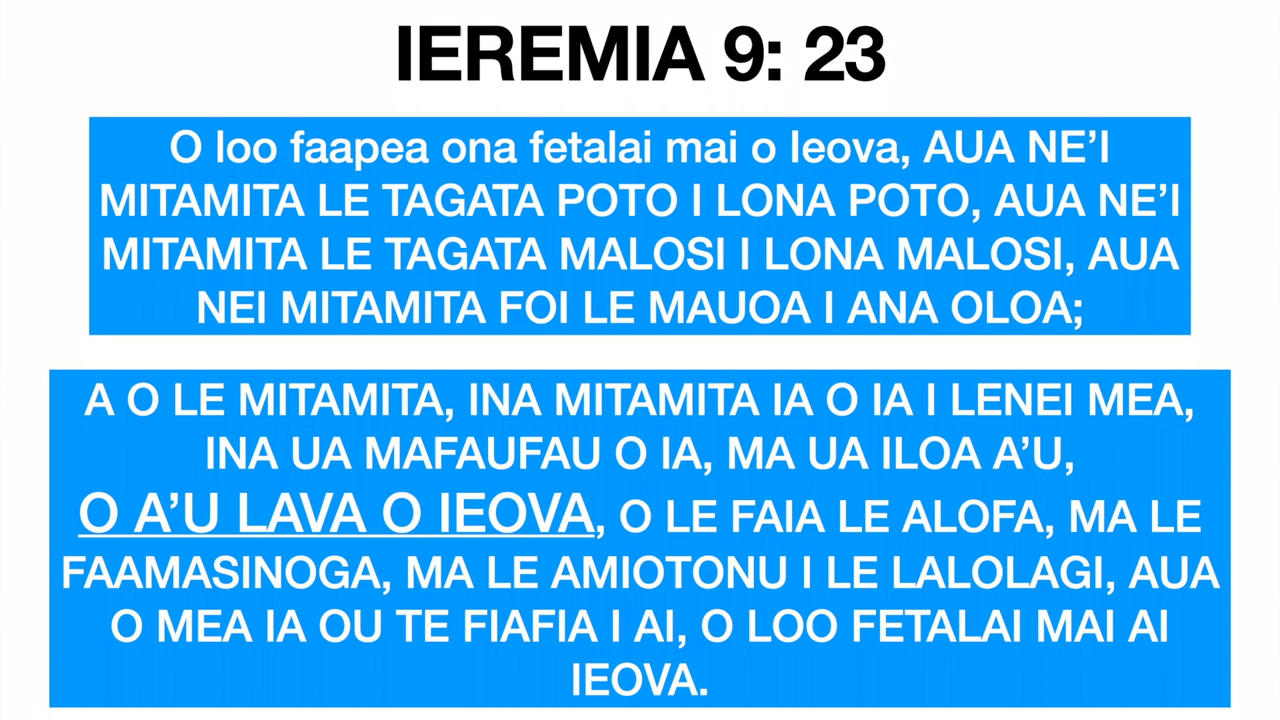 IEREMIA 9: 23
O loo faapea ona fetalai mai o Ieova, AUA NE’I
MITAMITA LE TAGATA POTO I LONA POTO, AUA NE’I
MITAMITA LE TAGATA MALOSI I LONA MALOSI, AUA
NEI MITAMITA FOI LE MAUOA I ANA OLOA;
A O LE MITAMITA, INA MITAMITA IA O IA I LENEI MEA,
INA UA MAFAUFAU O IA, MA UA ILOA A’U,
O A’U LAVA O IEOVA, O LE FAIA LE ALOFA, MA LE
FAAMASINOGA, MA LE AMIOTONU I LE LALOLAGI, AUA
O MEA IA OU TE FIAFIA I AI, O LOO FETALAI MAI AI
IEOVA.